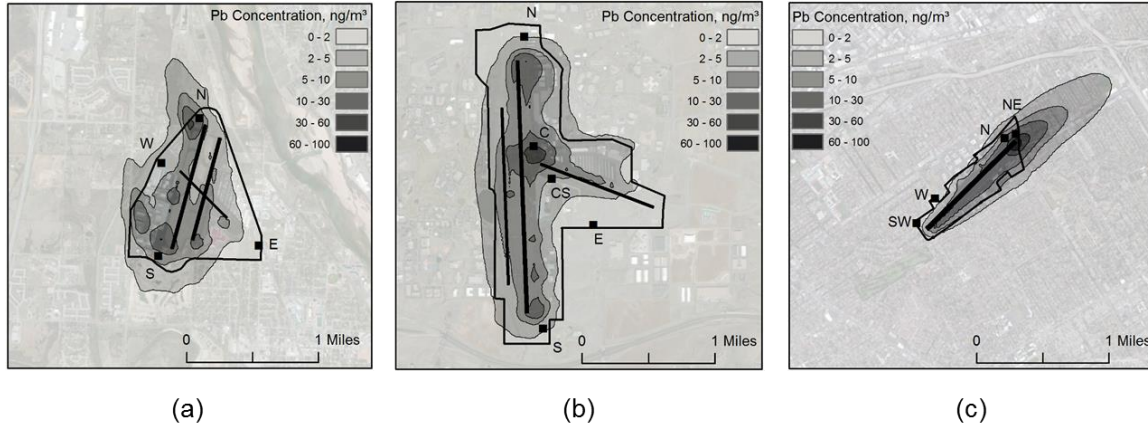 Pb Concentration, ng/m³
0 - 2
2 - 5
5 - 10
10 - 30
30 - 60
60 - 100
N
W
E
S
0 1 Miles
(a)
N
Pb Concentration, ng/m³
0 - 2
2 - 5
5 - 10
10 - 30
30 - 60
60 - 100
C
CS
E
S
0 1 Miles
(b)
Pb Concentration, ng/m³
0 - 2
2 - 5
5 - 10
10 - 30
30 - 60
60 - 100
NE
N
W
SW
0 1 Miles
(c)